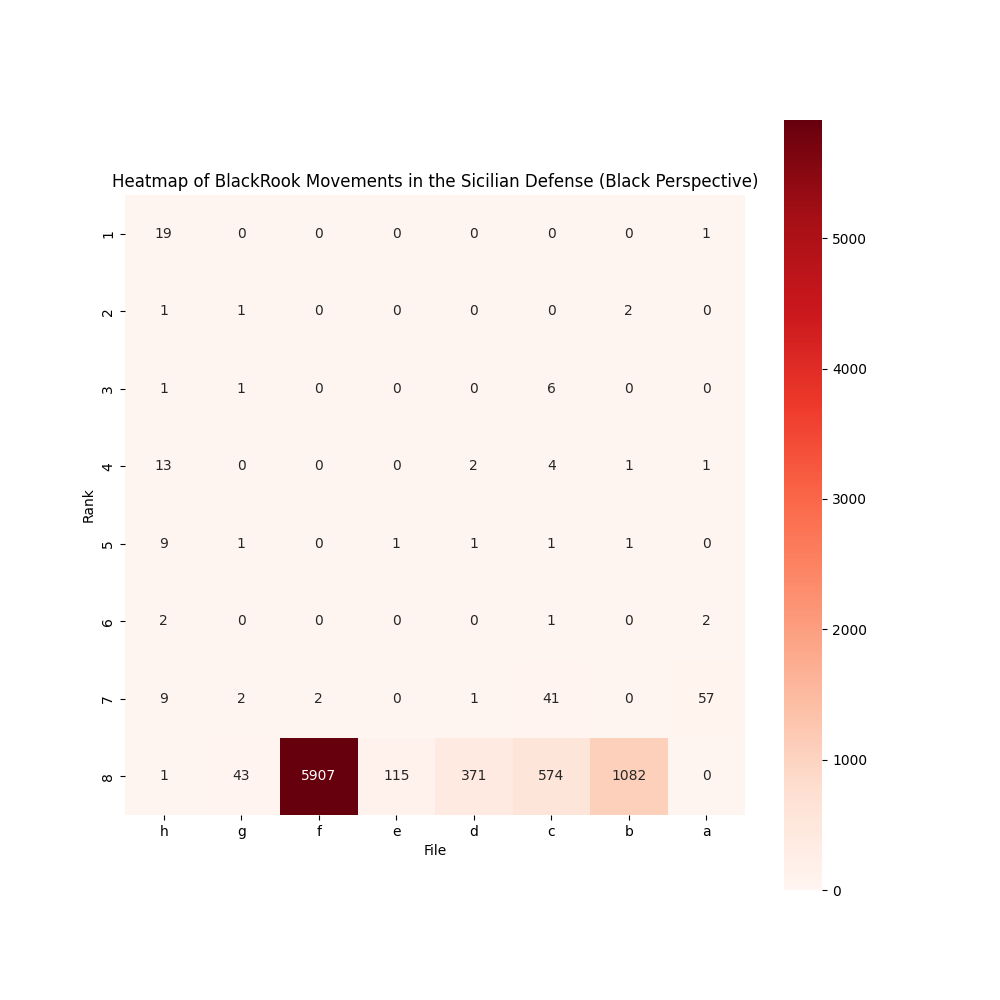 Heatmap of BlackRook Movements in the Sicilian Defense (Black Perspective)
1 19 0 0 0 0 0 0 1
2 1 1 0 0 0 0 2 0
3 1 1 0 0 0 6 0 0
4 13 0 0 0 2 4 1 1
5 9 1 0 1 1 1 1 0
6 2 0 0 0 0 1 0 2
7 9 2 2 0 1 41 0 57
8 1 43 5907 115 371 574 1082 0
h g f e d c b a
File
Rank
5000
4000
3000
2000
1000
0